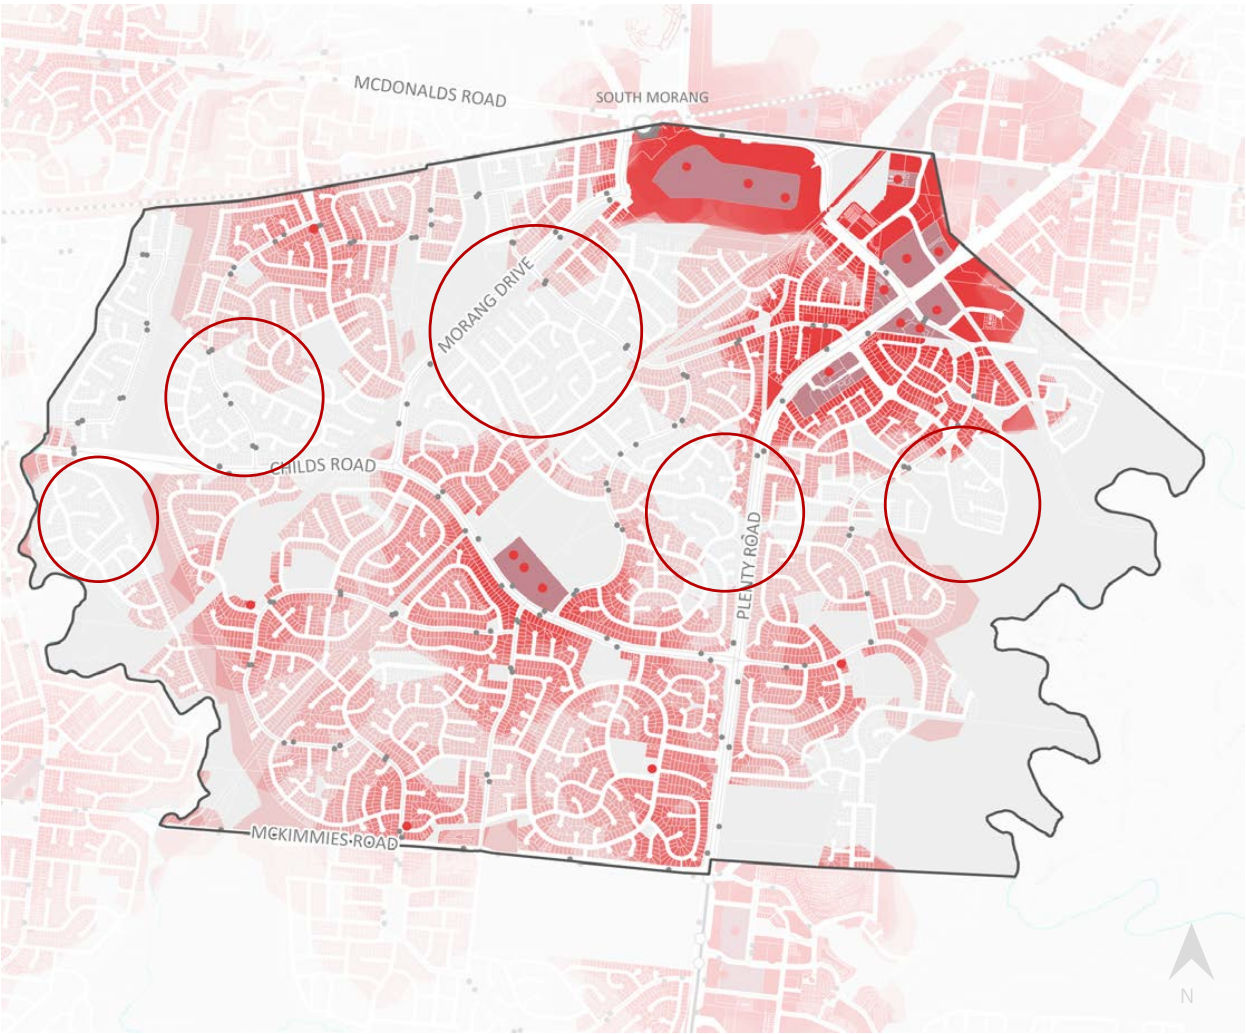 MCDONALDS ROAD
SOUTH MORANG
MORANG DRIVE
CHILDS ROAD
PLENTY ROAD
MCKIMMIES ROAD
N